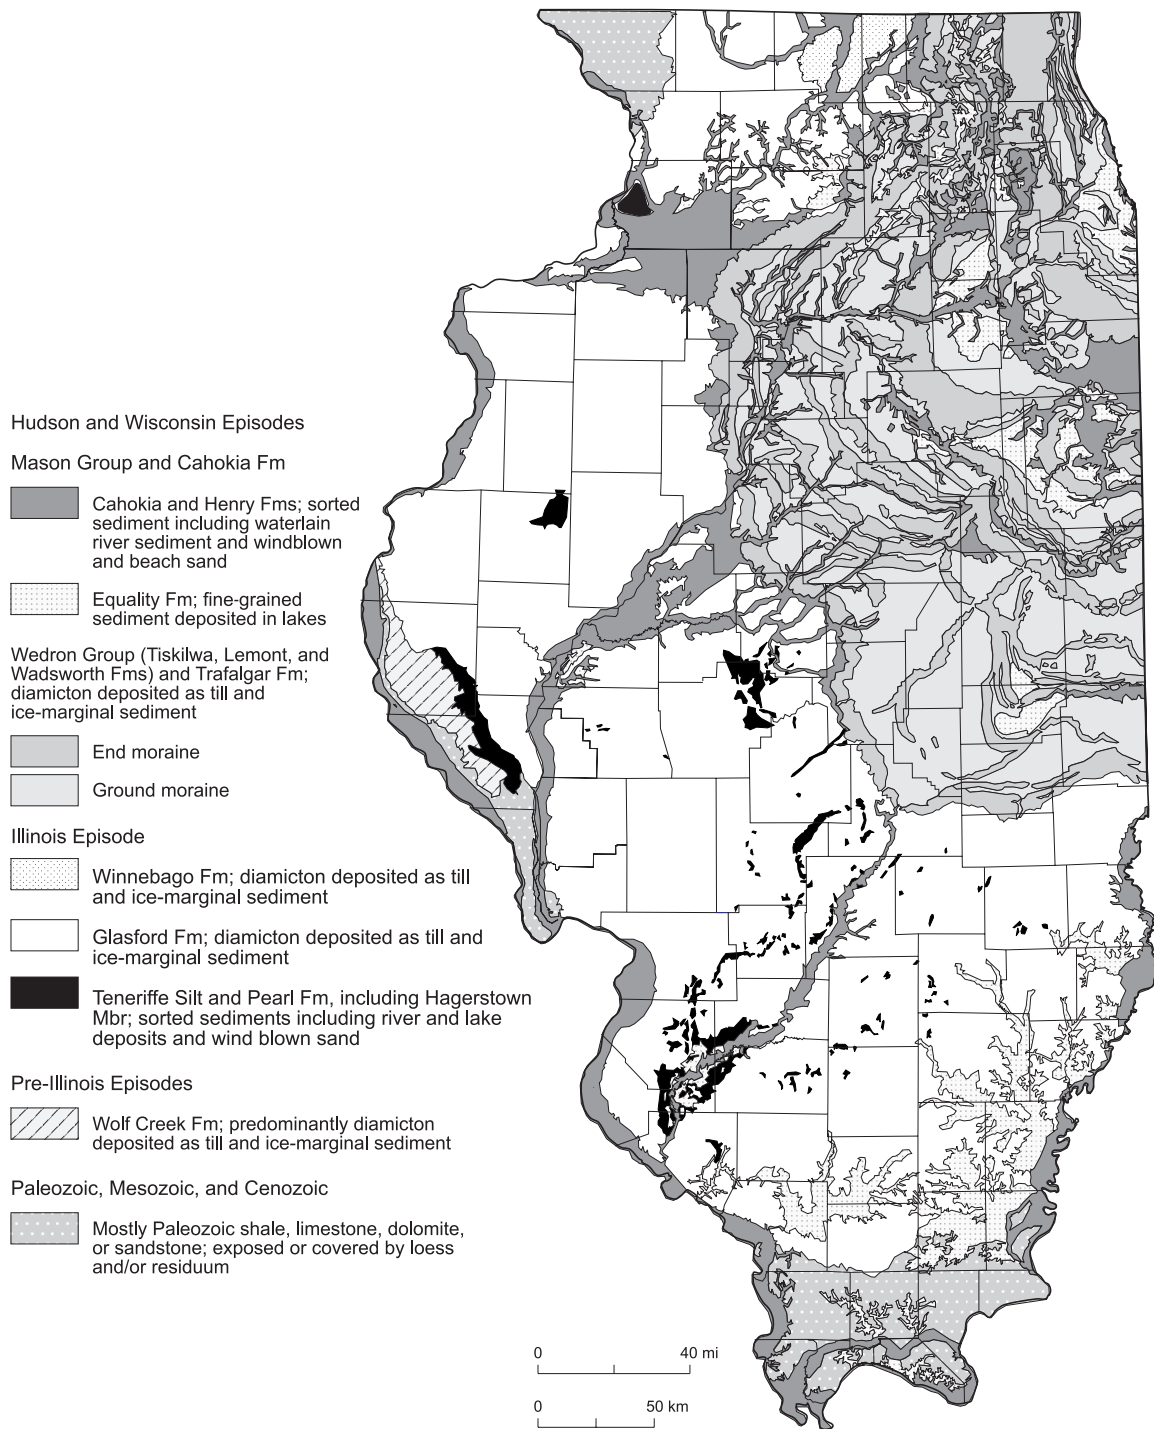 Hudson and Wisconsin Episodes
Mason Group and Cahokia Fm
Cahokia and Henry Fms; sorted
sediment including waterlain
river sediment and windblown
and beach sand
Equality Fm; fine-grained
sediment deposited in lakes
Wedron Group (Tiskilwa, Lemont, and
Wadsworth Fms) and Trafalgar Fm;
diamicton deposited as till and
ice-marginal sediment
End moraine
Ground moraine
Illinois Episode
Winnebago Fm; diamicton deposited as till
and ice-marginal sediment
Glasford Fm; diamicton deposited as till and
ice-marginal sediment
Teneriffe Silt and Pearl Fm, including Hagerstown
Mbr; sorted sediments including river and lake
deposits and wind blown sand
Pre-Illinois Episodes
Wolf Creek Fm; predominantly diamicton
deposited as till and ice-marginal sediment
Paleozoic, Mesozoic, and Cenozoic
Mostly Paleozoic shale, limestone, dolomite,
or sandstone; exposed or covered by loess
and/or residuum
0 40 mi
0 50 km